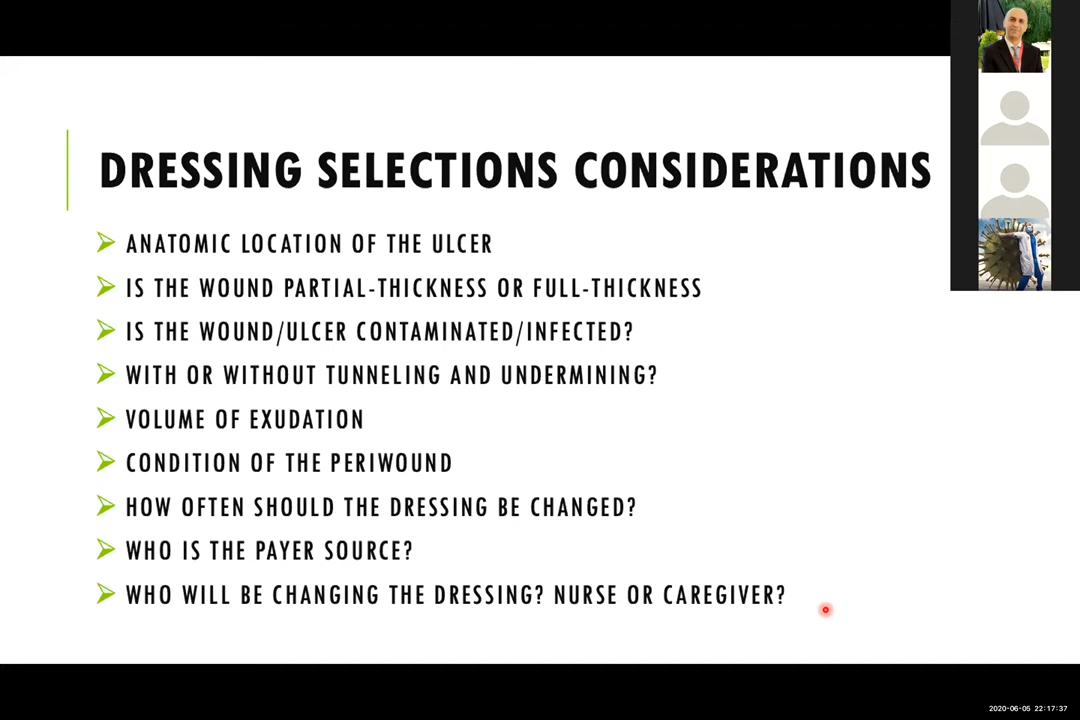 DRESSING SELECTIONS CONSIDERATIONS
ANATOMIC LOCATION OF THE ULCER
IS THE WOUND PARTIAL-THICKNESS OR FULL-THICKNESS
IS THE WOUND/ULCER CONTAMINATED/INFECTED?
WITH OR WITHOUT TUNNELING AND UNDERMINING?
VOLUME OF EXUDATION
CONDITION OF THE PERIWOUND
HOW OFTEN SHOULD THE DRESSING BE CHANGED?
WHO IS THE PAYER SOURCE?
WHO WILL BE CHANGING THE DRESSING? NURSE OR CAREGIVER?
2020-06-05 22:17:37